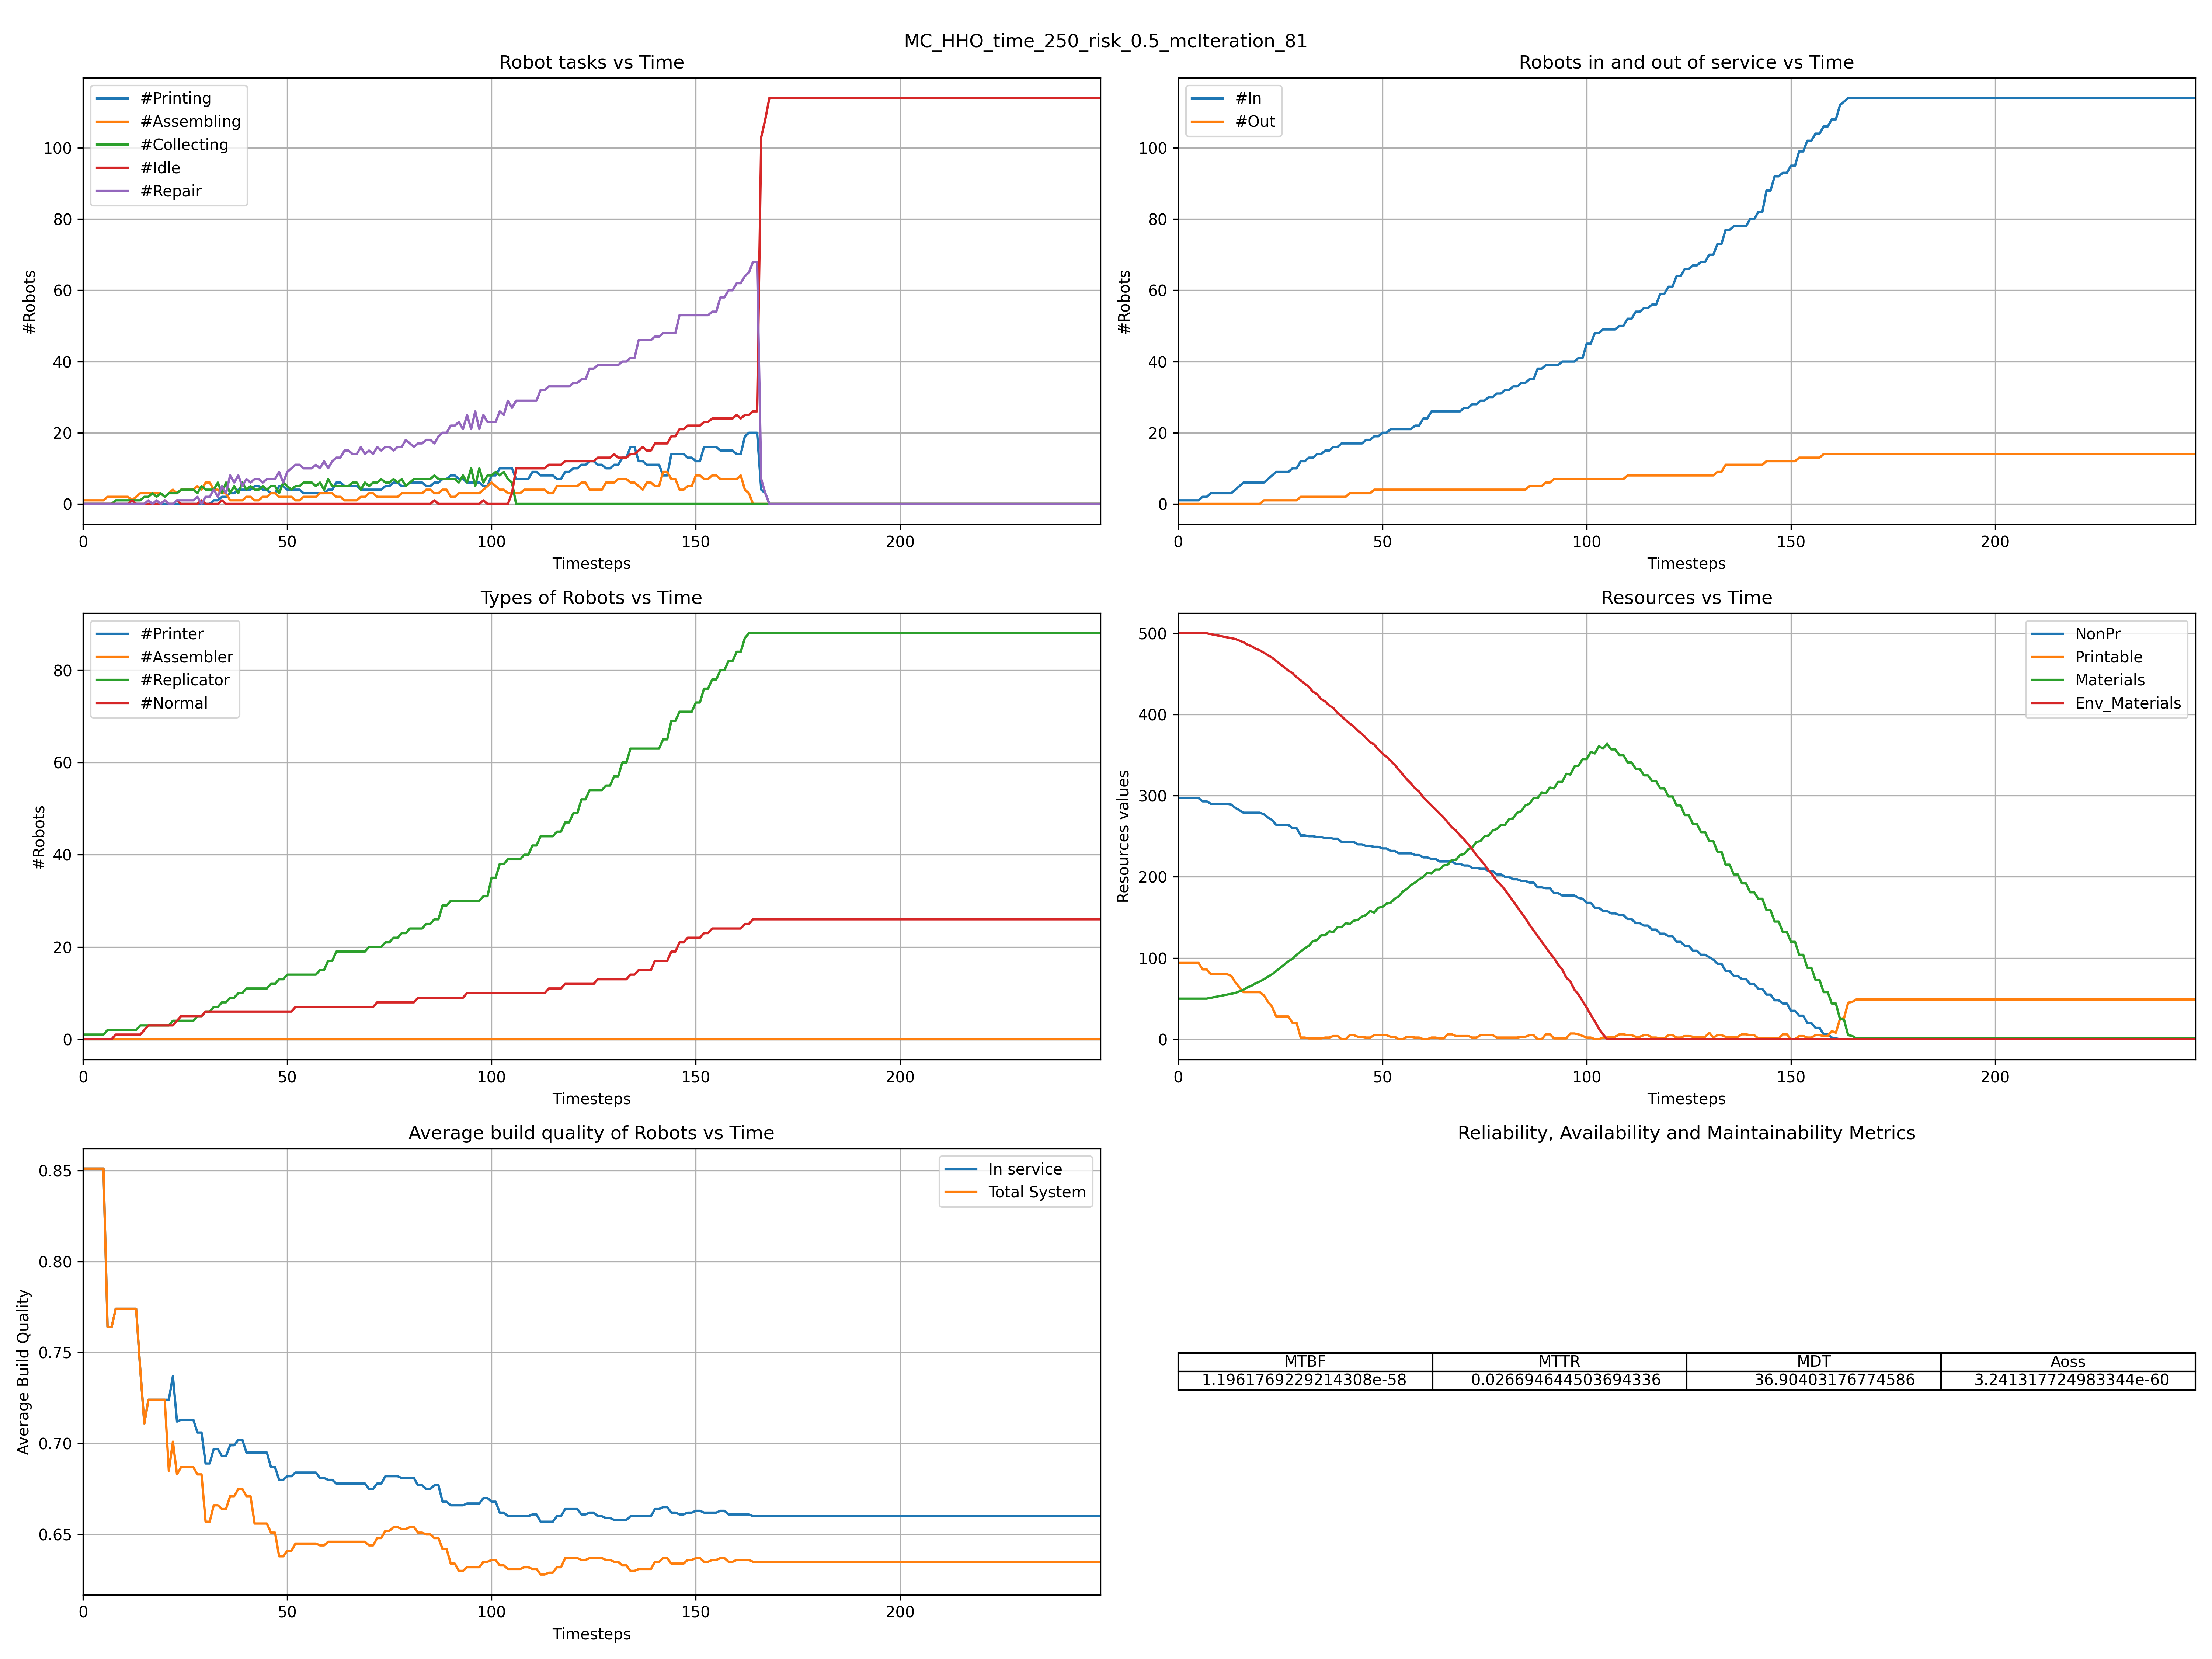 MC_HHO_time_250_risk_0.5_mcIteration_81
Robot tasks vs Time
#Printing
#Assembling
#Collecting
#Idle
#Repair
100
80
60
40
20
0
#Robots
0 50 100 150 200
Timesteps
Robots in and out of service vs Time
#In
#Out
100
80
60
40
20
0
#Robots
0 50 100 150 200
Timesteps
Types of Robots vs Time
#Printer
#Assembler
#Replicator
#Normal
80
60
40
20
0
#Robots
0 50 100 150 200
Timesteps
Resources vs Time
NonPr
Printable
Materials
Env_Materials
500
400
300
200
100
0
Resources values
0 50 100 150 200
Timesteps
Average build quality of Robots vs Time
In service
Total System
0.85
0.80
0.75
0.70
0.65
Average Build Quality
0 50 100 150 200
Timesteps
Reliability, Availability and Maintainability Metrics
MTBF MTTR MDT Aoss
1.1961769229214308e-58 0.026694644503694336 36.90403176774586 3.241317724983344e-60